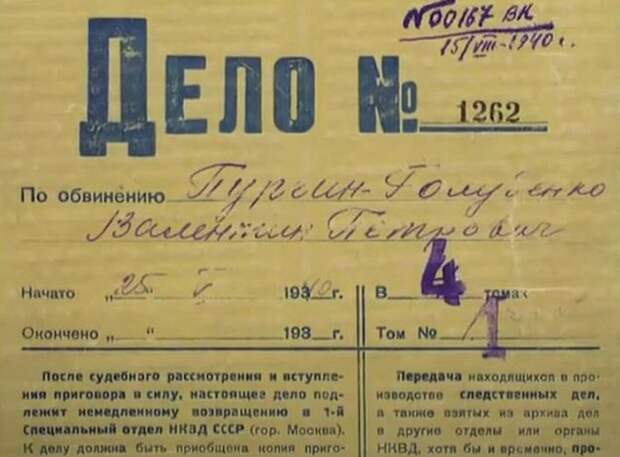 №00167 ВК
15/VIII-1940 г.
Дело № 1262
По обвинению Пургин-Голубенко
Валентин Петрович
Начато „25“ V 1940 г.
В 4 томах
Окончено „ “ 193 г.
Том № 1
После судебного рассмотрения и вступле-
ния приговора в силу, настоящее дело под-
лежит немедленному возвращению в 1-й
Специальный отдел НКВД СССР (гор. Москва).
К делу должна быть приобщена копия приго-
Передача находящихся в про-
изводстве следственных дел,
а также взятых из архива дел
в другие отделы или органы
НКВД, хотя бы и временно, про-